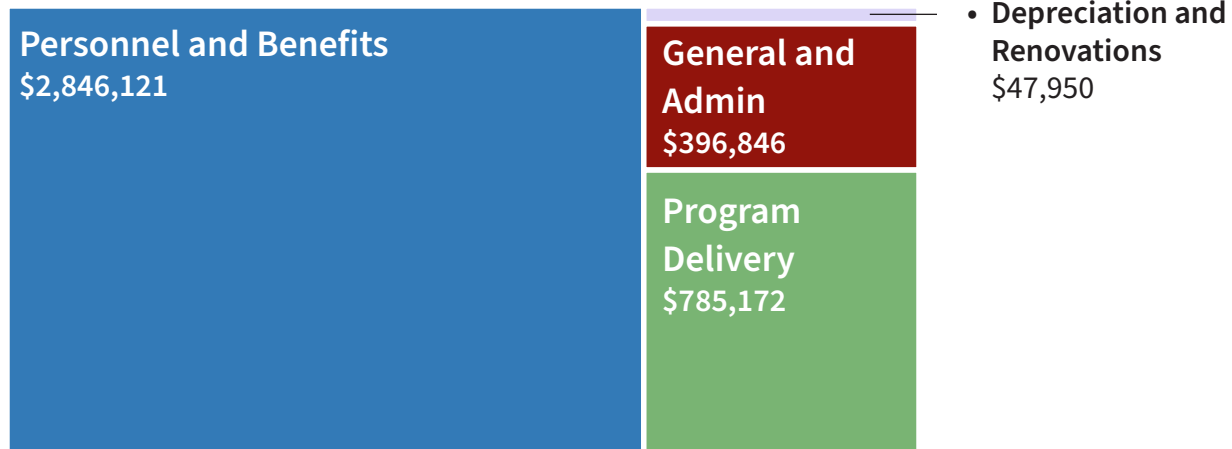 Personnel and Benefits
$2,846,121
General and
Admin
$396,846
Program
Delivery
$785,172
• Depreciation and
Renovations
$47,950